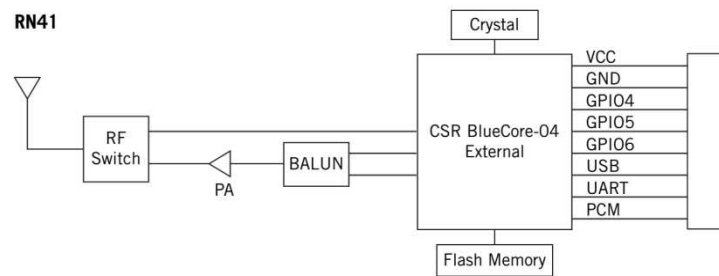 RN41
Crystal
RF
Switch
PA
BALUN
CSR BlueCore-04
External
VCC
GND
GPIO4
GPIO5
GPIO6
USB
UART
PCM
Flash Memory